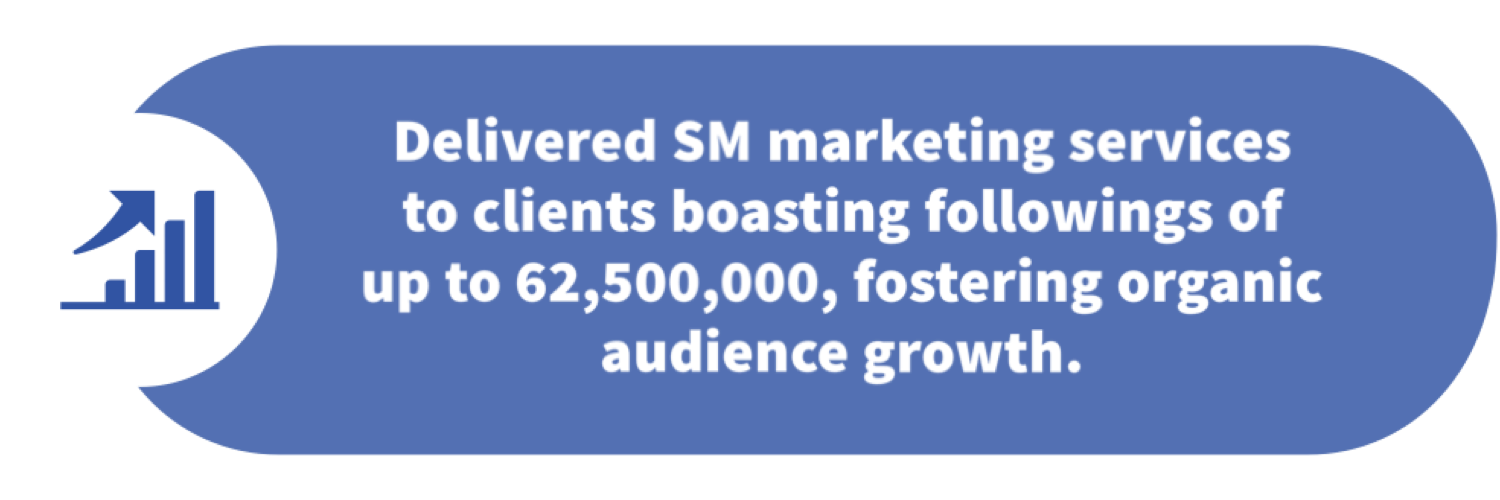 Delivered SM marketing services
to clients boasting followings of
up to 62,500,000, fostering organic
audience growth.